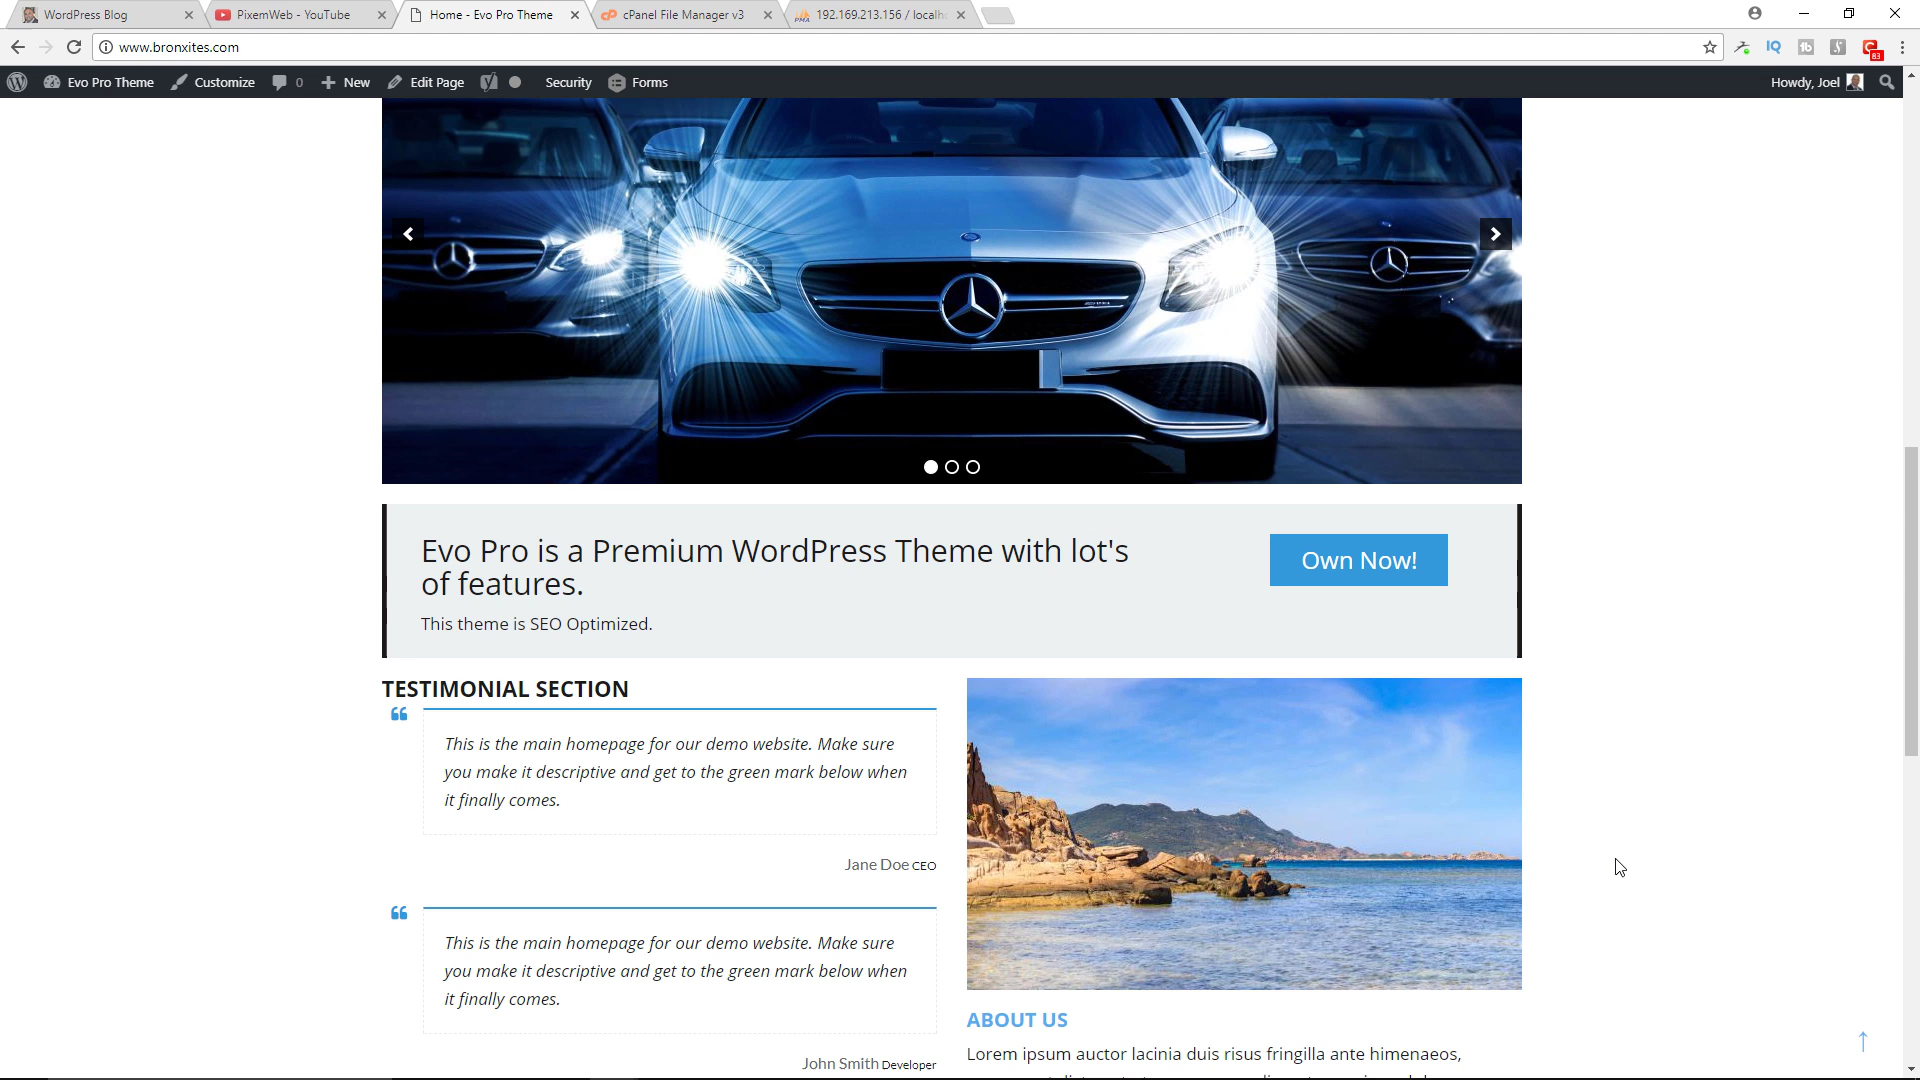 WordPress Blog
PixemWeb - YouTube
Home - Evo Pro Theme
cPanel File Manager v3
192.169.213.156 / localh
www.bronxites.com
IQ
83
Evo Pro Theme
Customize
0
New
Edit Page
Security
Forms
Howdy, Joel
Evo Pro is a Premium WordPress Theme with lot's
of features.
Own Now!
This theme is SEO Optimized.
TESTIMONIAL SECTION
This is the main homepage for our demo website. Make sure
you make it descriptive and get to the green mark below when
it finally comes.
Jane Doe CEO
This is the main homepage for our demo website. Make sure
you make it descriptive and get to the green mark below when
it finally comes.
John Smith Developer
ABOUT US
Lorem ipsum auctor lacinia duis risus fringilla ante himenaeos,